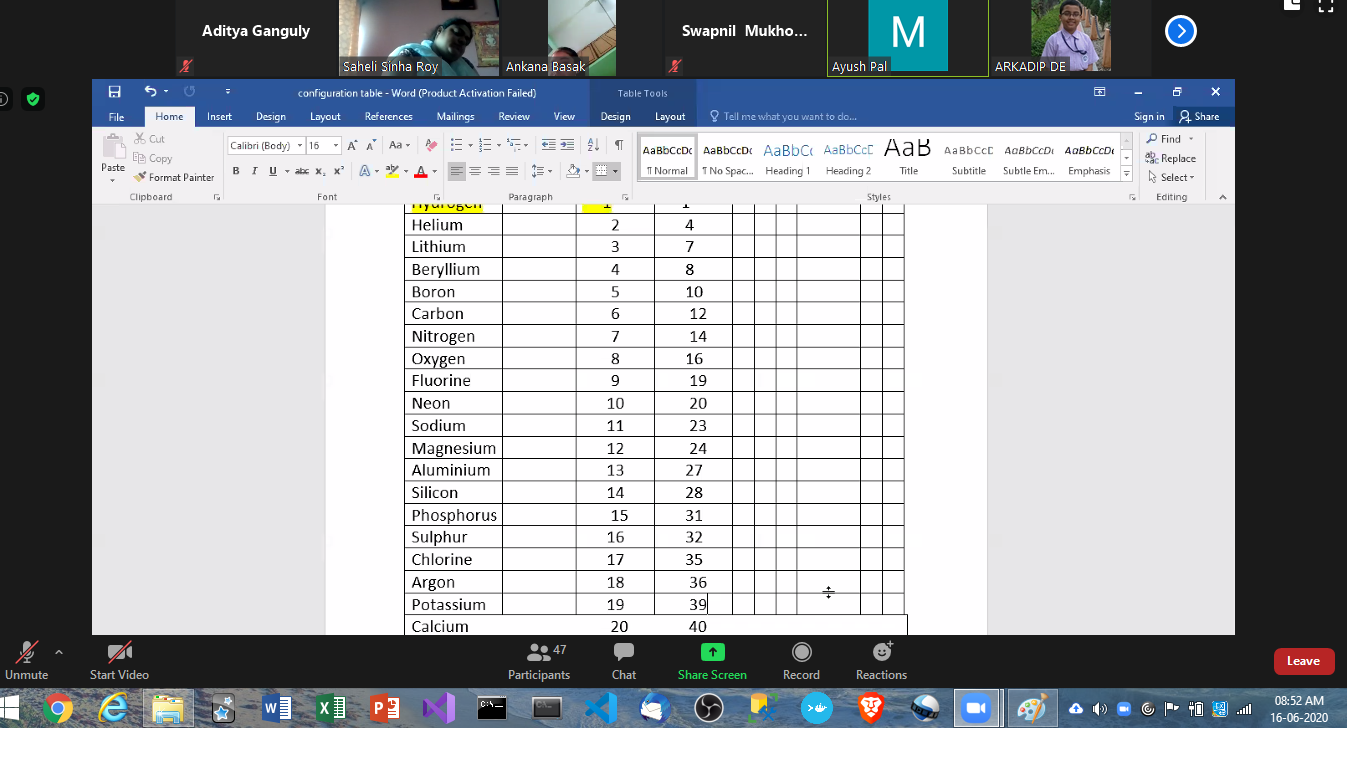 Aditya Ganguly
Swapnil Mukho...
M
Saheli Sinha Roy
Ankana Basak
Ayush Pal
ARKADIP DE
configuration table - Word (Product Activation Failed)
Table Tools
File Home Insert Design Layout References Mailings Review View Design Layout Tell me what you want to do... Sign in Share
Paste
Cut
Copy
Format Painter
Clipboard
Calibri (Body) 16
B I U abc x₂ x²
Font
Paragraph
AaBbCcDc AaBbCcDc AaBbCc AaBbCcD AaB AaBbCcD AaBbCcDc AaBbCcDc
¶ Normal ¶ No Spac... Heading 1 Heading 2 Title Subtitle Subtle Em... Emphasis
Styles
Find
Replace
Select
Editing
Hydrogen 1 1
Helium 2 4
Lithium 3 7
Beryllium 4 8
Boron 5 10
Carbon 6 12
Nitrogen 7 14
Oxygen 8 16
Fluorine 9 19
Neon 10 20
Sodium 11 23
Magnesium 12 24
Aluminium 13 27
Silicon 14 28
Phosphorus 15 31
Sulphur 16 32
Chlorine 17 35
Argon 18 36
Potassium 19 39
Calcium 20 40
Unmute
Start Video
Participants 47
Chat
Share Screen
Record
Reactions
Leave
08:52 AM
16-06-2020